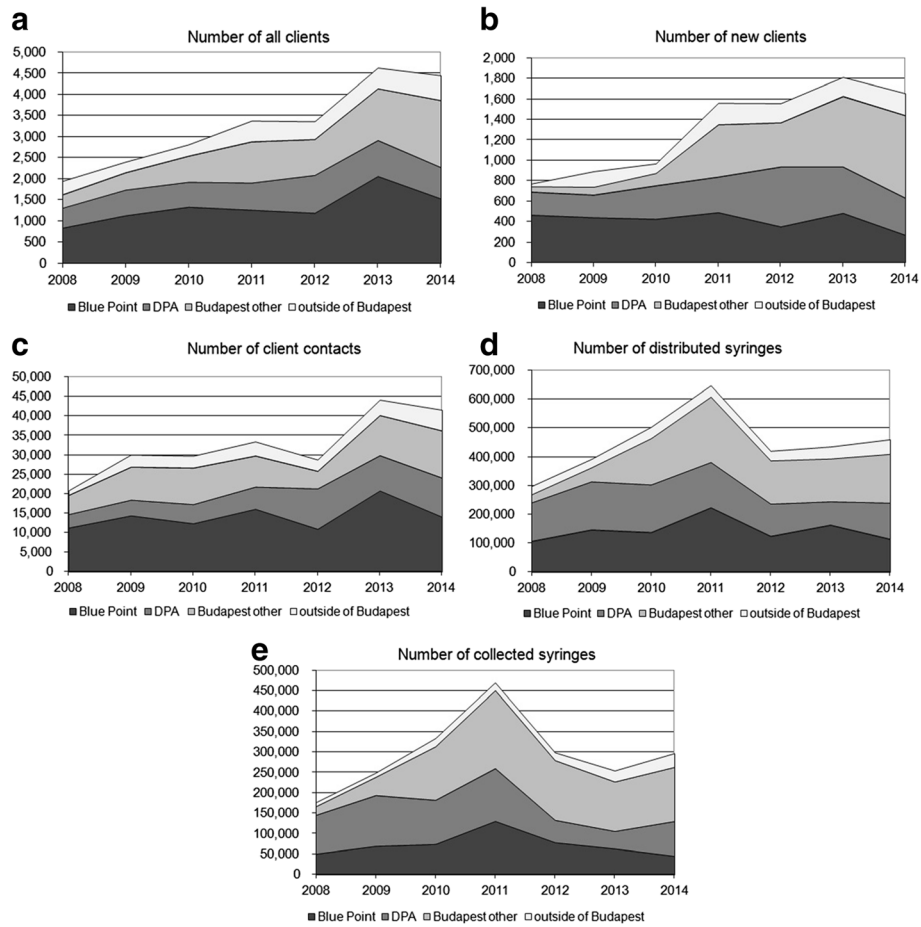 a
Number of all clients
5,000
4,500
4,000
3,500
3,000
2,500
2,000
1,500
1,000
500
0
2008 2009 2010 2011 2012 2013 2014
Blue Point DPA Budapest other outside of Budapest
b
Number of new clients
2,000
1,800
1,600
1,400
1,200
1,000
800
600
400
200
0
2008 2009 2010 2011 2012 2013 2014
Blue Point DPA Budapest other outside of Budapest
c
Number of client contacts
50,000
45,000
40,000
35,000
30,000
25,000
20,000
15,000
10,000
5,000
0
2008 2009 2010 2011 2012 2013 2014
Blue Point DPA Budapest other outside of Budapest
d
Number of distributed syringes
700,000
600,000
500,000
400,000
300,000
200,000
100,000
0
2008 2009 2010 2011 2012 2013 2014
Blue Point DPA Budapest other outside of Budapest
e
Number of collected syringes
500,000
450,000
400,000
350,000
300,000
250,000
200,000
150,000
100,000
50,000
0
2008 2009 2010 2011 2012 2013 2014
Blue Point DPA Budapest other outside of Budapest